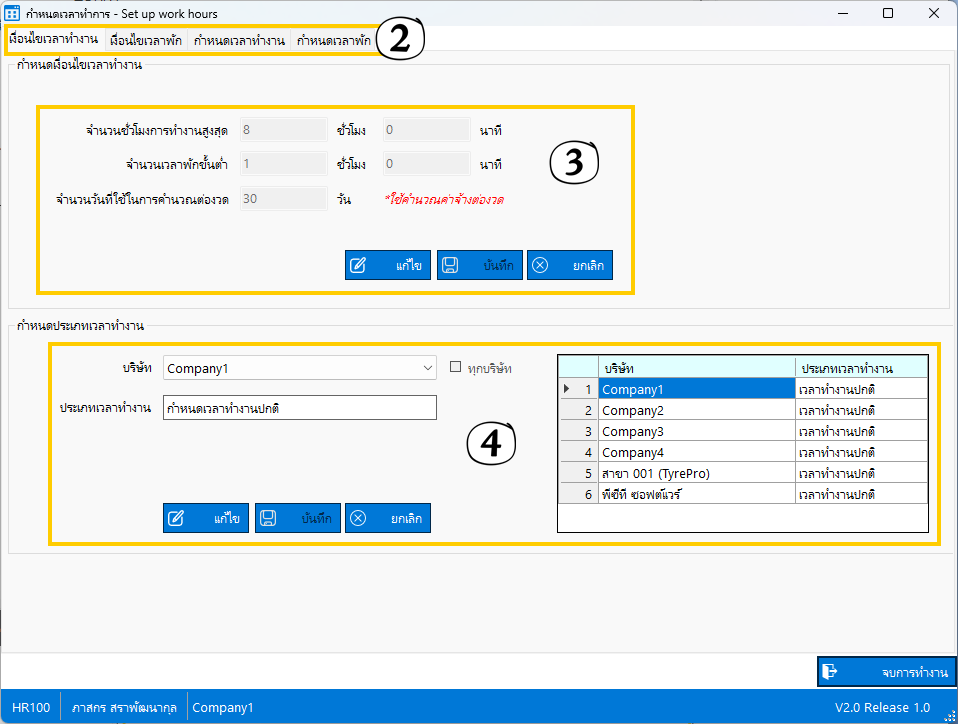 กำหนดเวลาทำการ - Set up work hours
เงื่อนไขเวลาทำงาน เงื่อนไขเวลาพัก กำหนดเวลาทำงาน กำหนดเวลาพัก 2
กำหนดเงื่อนไขเวลาทำงาน
จำนวนชั่วโมงการทำงานสูงสุด 8 ชั่วโมง 0 นาที
3
จำนวนเวลาพักขั้นต่ำ 1 ชั่วโมง 0 นาที
จำนวนวันที่ใช้ในการคำนวณต่องวด 30 วัน *ใช้คำนวณค่าจ้างต่องวด
แก้ไข บันทึก ยกเลิก
กำหนดประเภทเวลาทำงาน
บริษัท Company1 ทุกบริษัท
ประเภทเวลาทำงาน กำหนดเวลาทำงานปกติ
4
แก้ไข บันทึก ยกเลิก
บริษัท ประเภทเวลาทำงาน
1 Company1 เวลาทำงานปกติ
2 Company2 เวลาทำงานปกติ
3 Company3 เวลาทำงานปกติ
4 Company4 เวลาทำงานปกติ
5 สาขา 001 (TyrePro) เวลาทำงานปกติ
6 พีซีที ซอฟต์แวร์ เวลาทำงานปกติ
จบการทำงาน
HR100 ภาสกร สราพัฒนากุล Company1 V2.0 Release 1.0